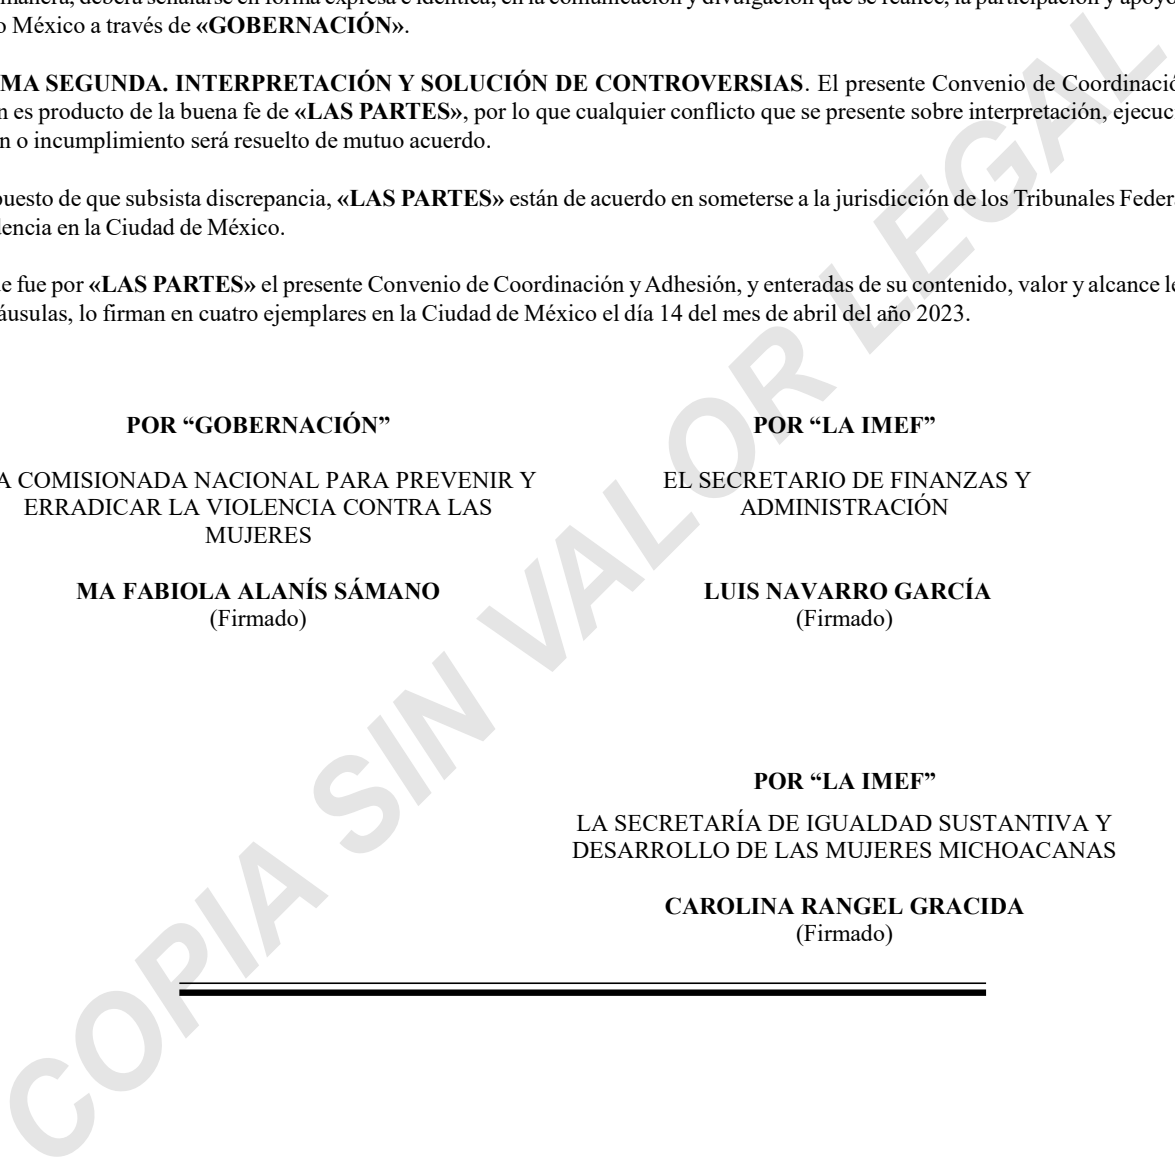 manera, deberá señalarse en forma expresa e idéntica, en la comunicación y divulgación que se realice, la participación y apoyo
o México a través de «GOBERNACIÓN».
MA SEGUNDA. INTERPRETACIÓN Y SOLUCIÓN DE CONTROVERSIAS. El presente Convenio de Coordinació
n es producto de la buena fe de «LAS PARTES», por lo que cualquier conflicto que se presente sobre interpretación, ejecuc
n o incumplimiento será resuelto de mutuo acuerdo.
puesto de que subsista discrepancia, «LAS PARTES» están de acuerdo en someterse a la jurisdicción de los Tribunales Feder
dencia en la Ciudad de México.
e fue por «LAS PARTES» el presente Convenio de Coordinación y Adhesión, y enteradas de su contenido, valor y alcance le
áusulas, lo firman en cuatro ejemplares en la Ciudad de México el día 14 del mes de abril del año 2023.
POR “GOBERNACIÓN”
A COMISIONADA NACIONAL PARA PREVENIR Y
ERRADICAR LA VIOLENCIA CONTRA LAS
MUJERES
MA FABIOLA ALANÍS SÁMANO
(Firmado)
POR “LA IMEF”
EL SECRETARIO DE FINANZAS Y
ADMINISTRACIÓN
LUIS NAVARRO GARCÍA
(Firmado)
POR “LA IMEF”
LA SECRETARÍA DE IGUALDAD SUSTANTIVA Y
DESARROLLO DE LAS MUJERES MICHOACANAS
CAROLINA RANGEL GRACIDA
(Firmado)
COPIA SIN VALOR LEGAL